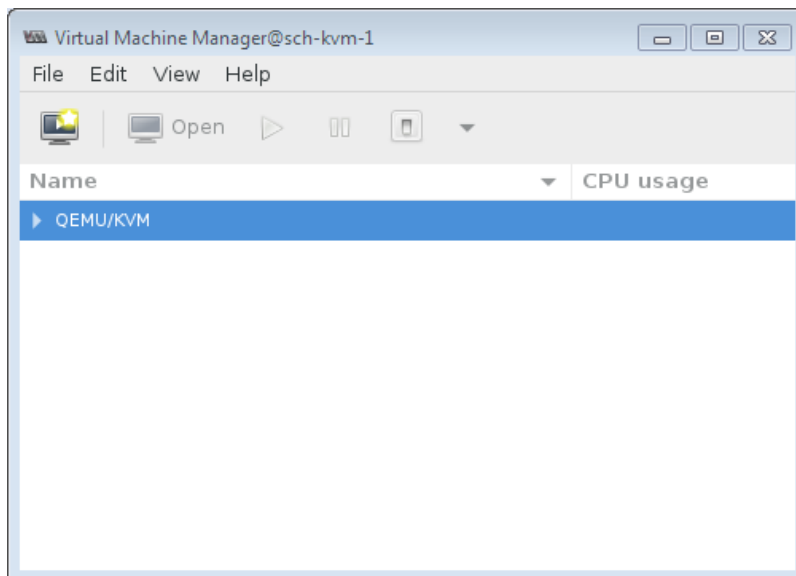 Virtual Machine Manager@sch-kvm-1
File Edit View Help
Open
Name CPU usage
QEMU/KVM